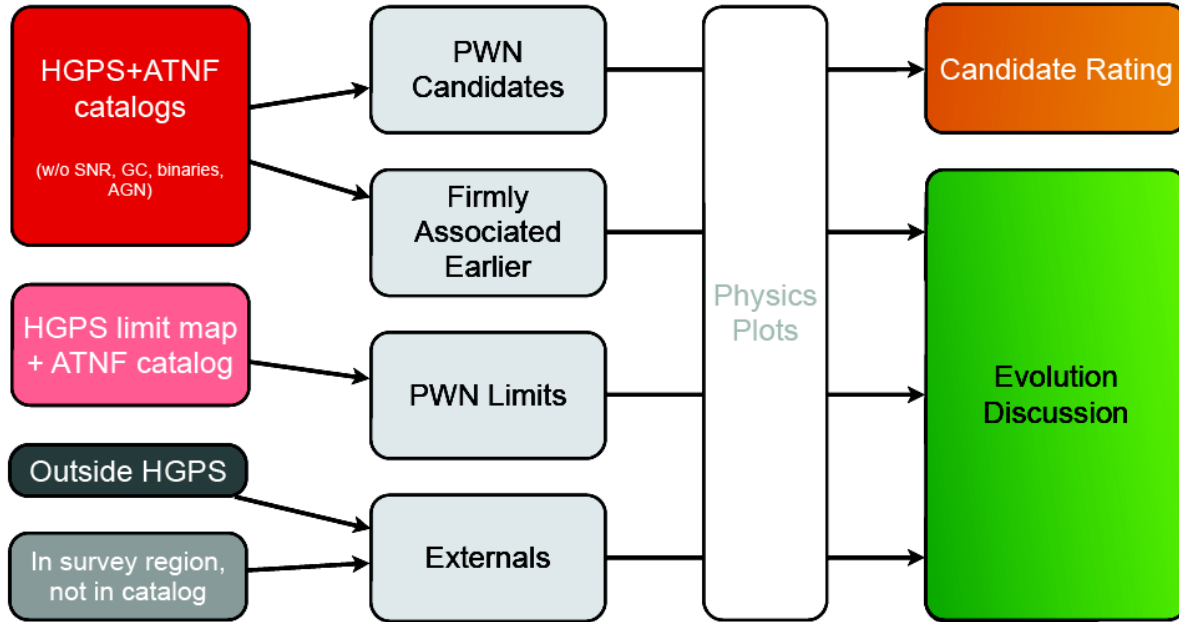 HGPS+ATNF
catalogs
(w/o SNR, GC, binaries,
AGN)
HGPS limit map
+ ATNF catalog
Outside HGPS
In survey region,
not in catalog
PWN
Candidates
Firmly
Associated
Earlier
PWN Limits
Externals
Physics
Plots
Candidate Rating
Evolution
Discussion